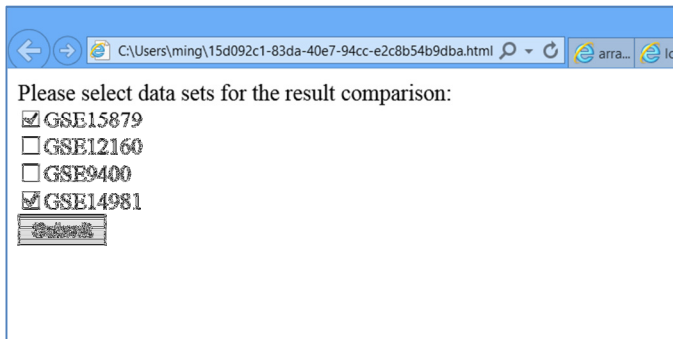 C:\Users\ming\15d092c1-83da-40e7-94cc-e2c8b54b9dba.html
arra...
Please select data sets for the result comparison:
GSE15879
GSE12160
GSE9400
GSE14981
Submit